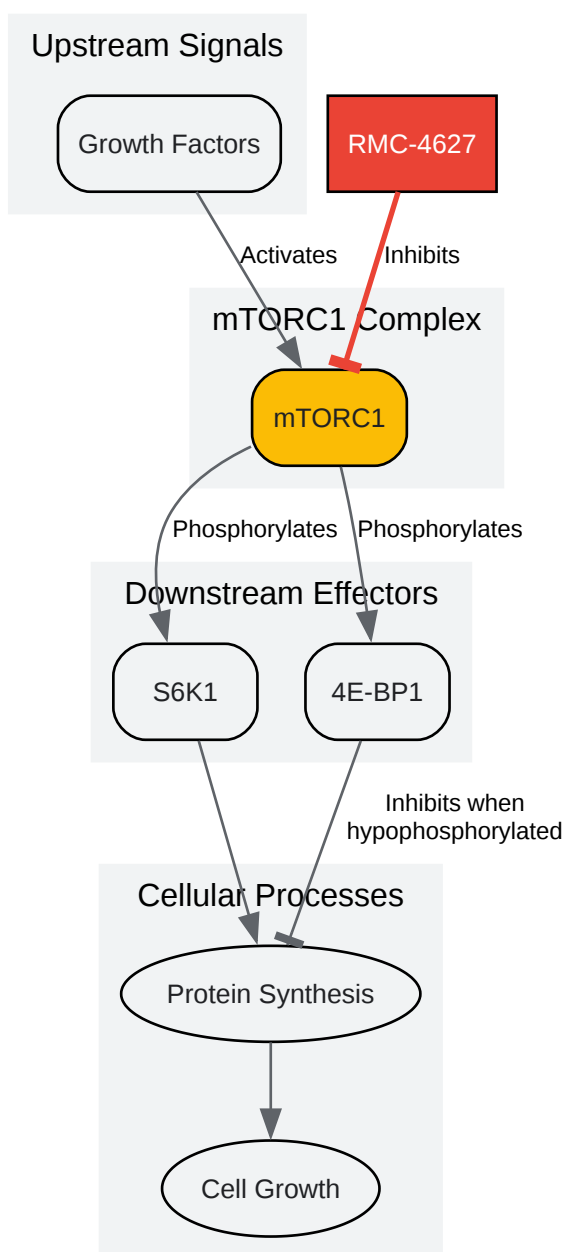 Upstream Signals
Growth Factors
RMC-4627
Activates
Inhibits
mTORC1 Complex
mTORC1
Phosphorylates
Phosphorylates
Downstream Effectors
S6K1
4E-BP1
Inhibits when
hypophosphorylated
Cellular Processes
Protein Synthesis
Cell Growth